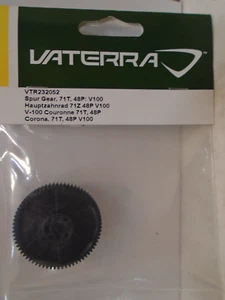 VATERRA
VTR232052
Spur Gear, 71T, 48P: V100
Hauptzahnrad 71Z 48P V100
V-100 Couronne 71T, 48P
Corona, 71T, 48P V100